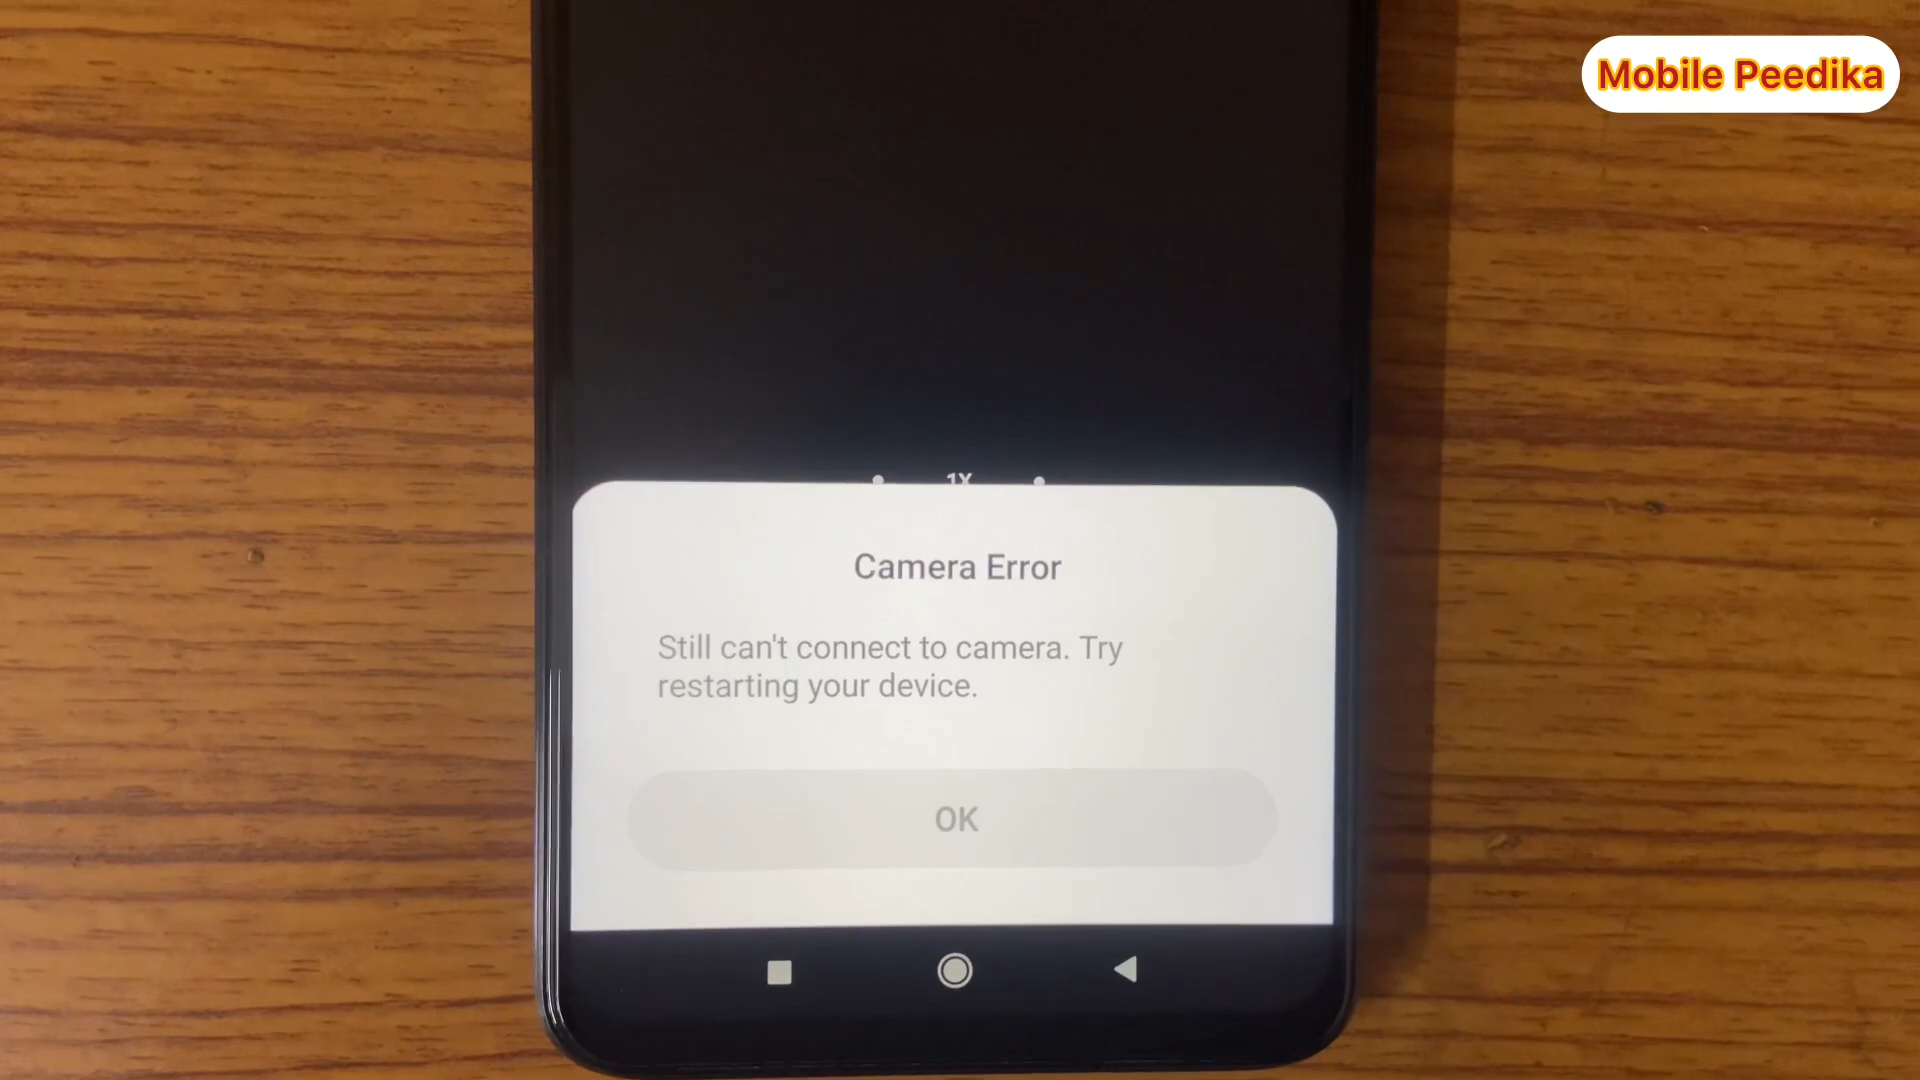 Mobile Peedika
1X
Camera Error
Still can't connect to camera. Try
restarting your device.
OK